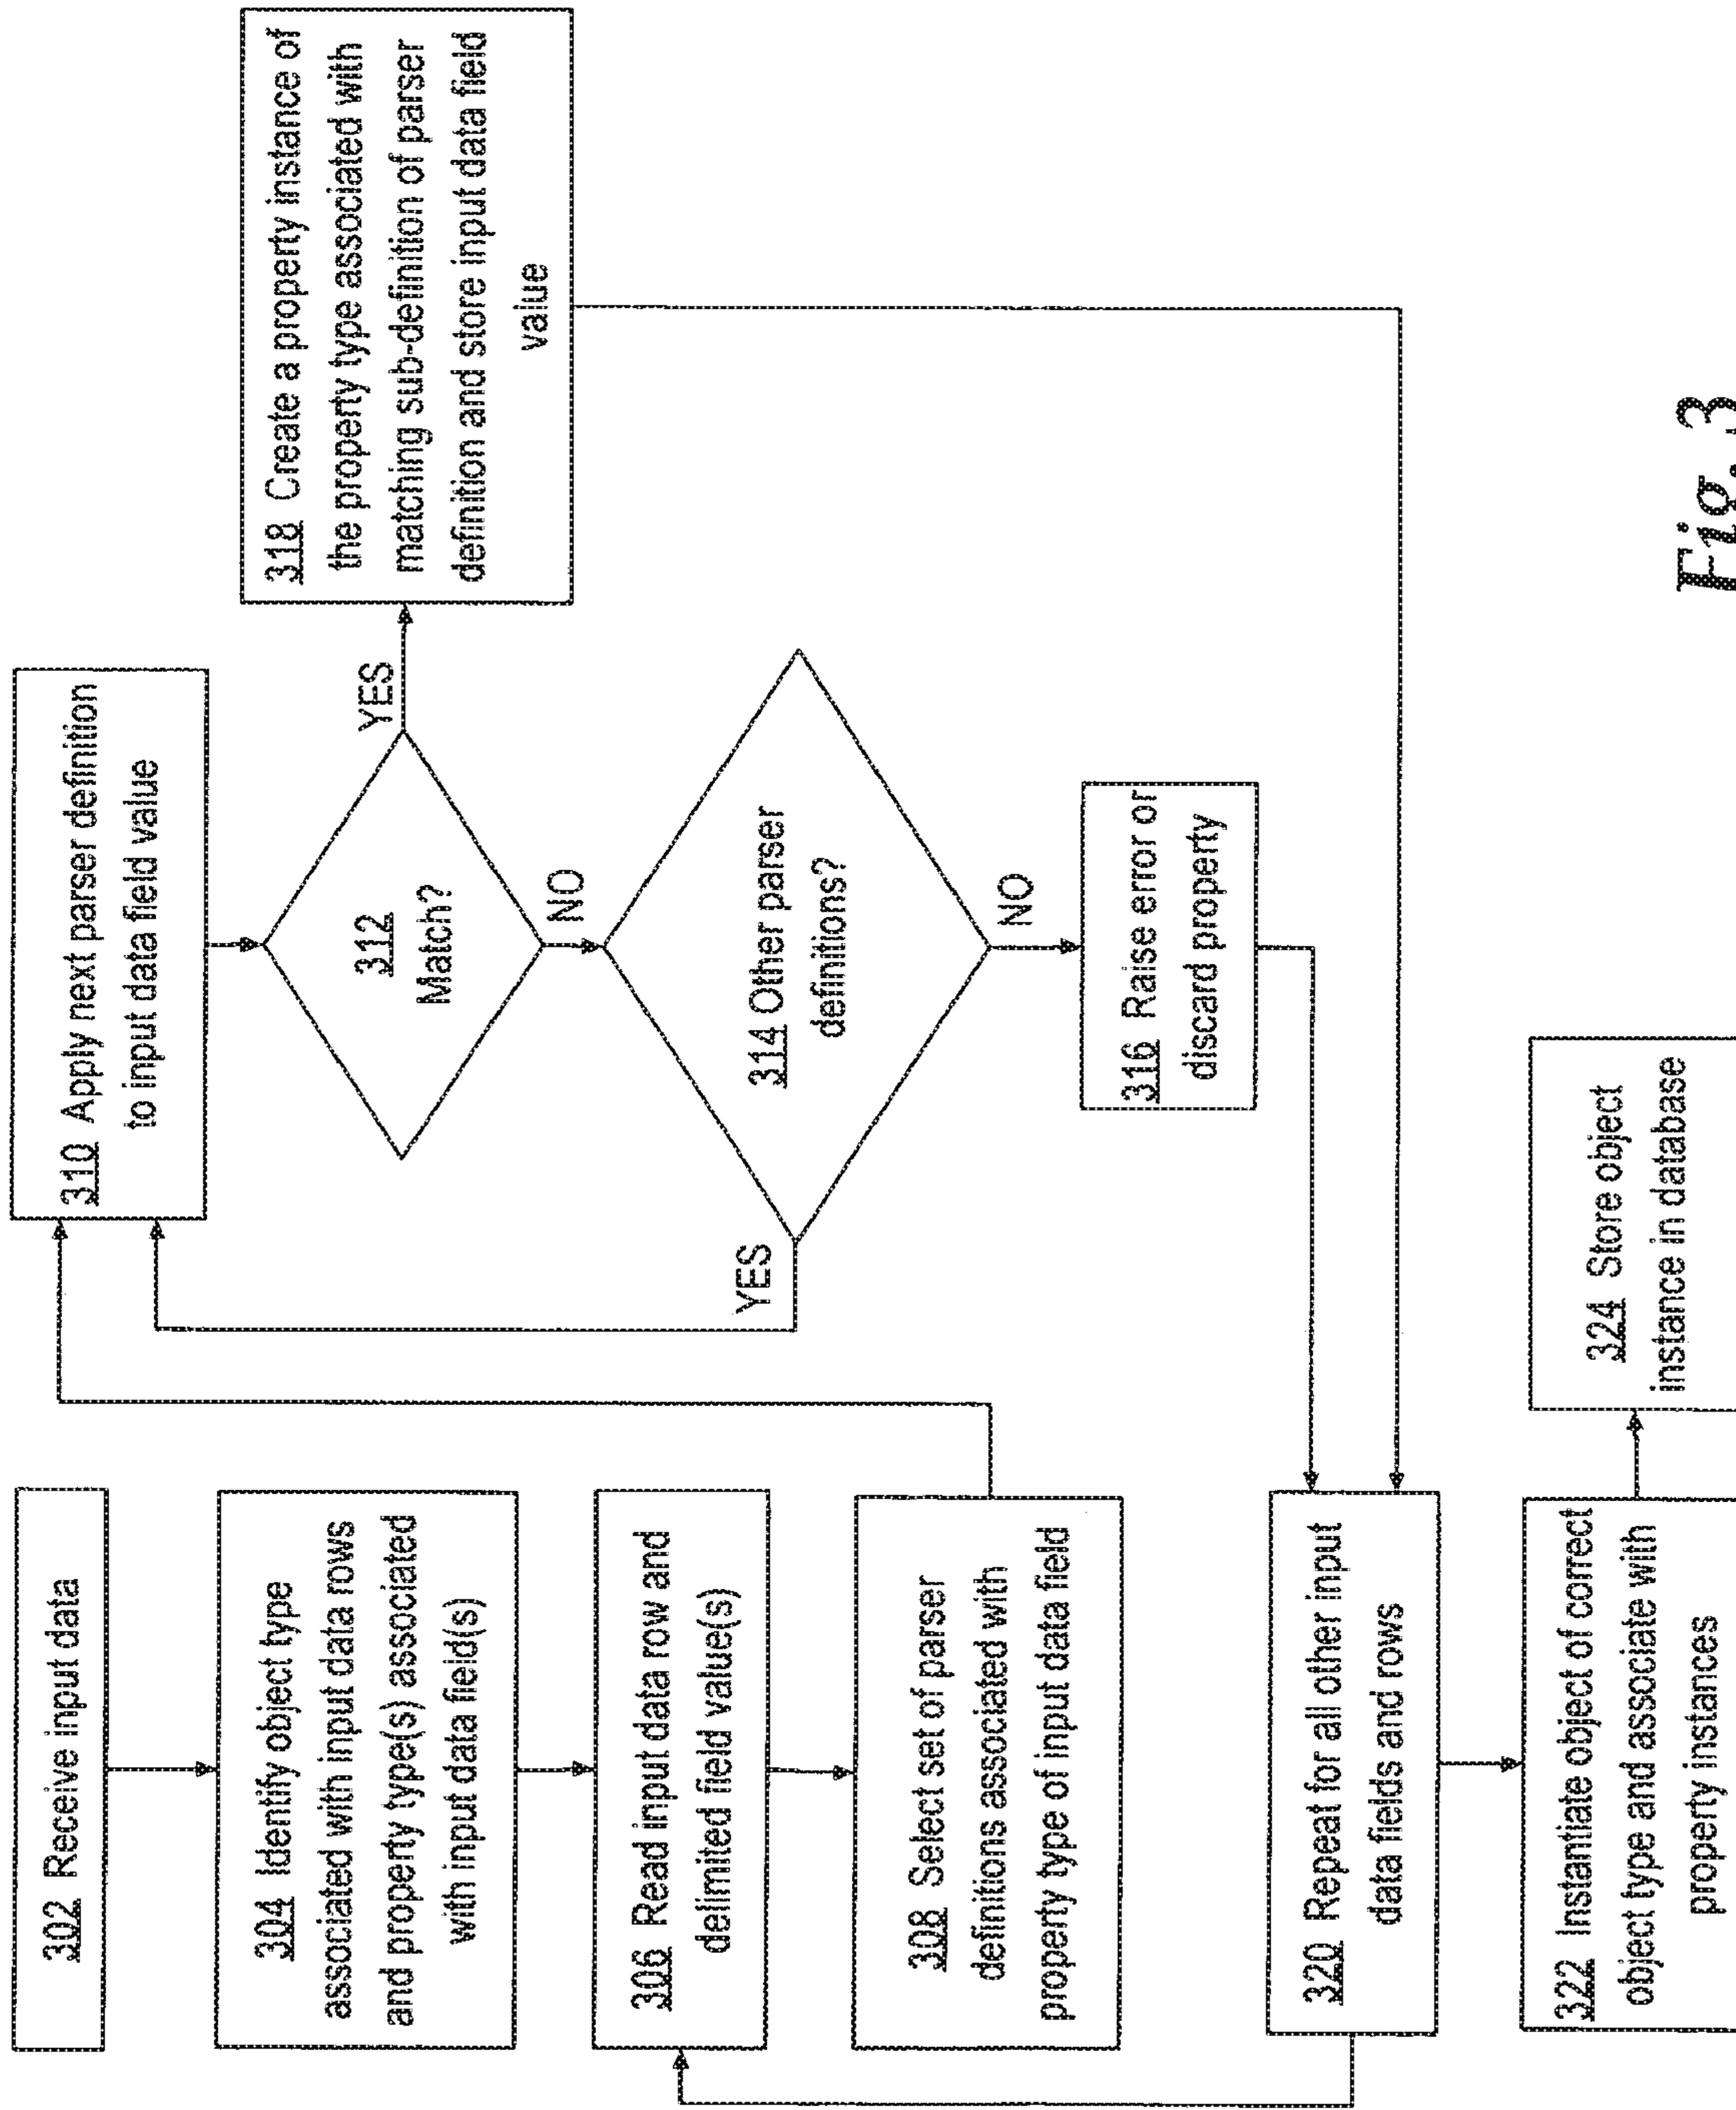 302 Receive input data
304 Identify object type
associated with input data rows
and property type(s) associated
with input data field(s)
306 Read input data row and
delimited field value(s)
308 Select set of parser
definitions associated with
property type of input data field
310 Apply next parser definition
to input data field value
312
Match?
YES
NO
314 Other parser
definitions?
YES
NO
316 Raise error or
discard property
318 Create a property instance of
the property type associated with
matching sub-definition of parser
definition and store input data field
value
320 Repeat for all other input
data fields and rows
322 Instantiate object of correct
object type and associate with
property instances
324 Store object
instance in database
Fig. 3